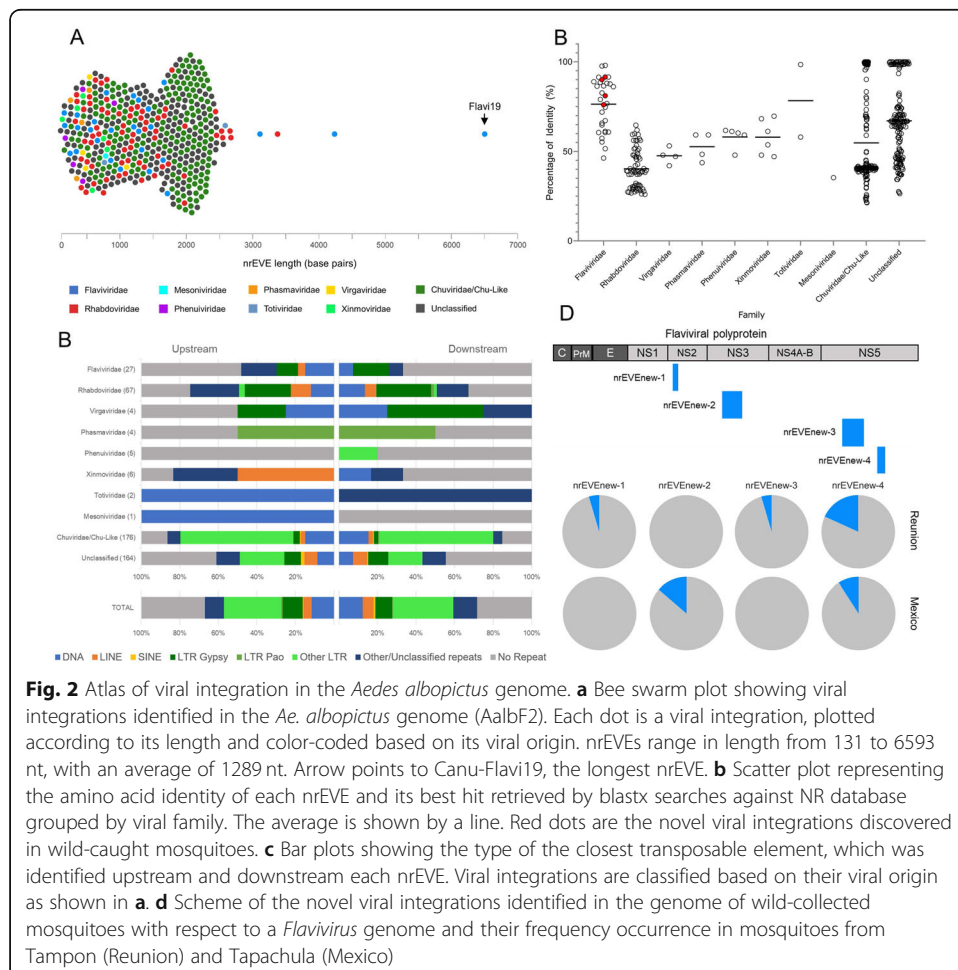 A
Flavi19
0 1000 2000 3000 4000 5000 6000 7000
nrEVE length (base pairs)
Flaviviridae Mesoniviridae Phasmaviridae Virgaviridae Chuviridae/Chu-Like
Rhabdoviridae Phenuiviridae Totiviridae Xinmoviridae Unclassified
B
Percentage of Identity (%)
100
50
0
Flaviviridae
Rhabdoviridae
Virgaviridae
Phasmaviridae
Phenuiviridae
Xinmoviridae
Totiviridae
Mesoniviridae
Chuviridae/Chu-Like
Unclassified
Family
B
Upstream Downstream
Flaviviridae (27)
Rhabdoviridae (67)
Virgaviridae (4)
Phasmaviridae (4)
Phenuiviridae (5)
Xinmoviridae (6)
Totiviridae (2)
Mesoniviridae (1)
Chuviridae/Chu-Like (176)
Unclassified (164)
100% 80% 60% 40% 20% 20% 40% 60% 80% 100%
TOTAL
100% 80% 60% 40% 20% 20% 40% 60% 80% 100%
DNA LINE SINE LTR Gypsy LTR Pao Other LTR Other/Unclassified repeats No Repeat
D
Flaviviral polyprotein
C PrM E NS1 NS2 NS3 NS4A-B NS5
nrEVEnew-1
nrEVEnew-2
nrEVEnew-3
nrEVEnew-4
nrEVEnew-1 nrEVEnew-2 nrEVEnew-3 nrEVEnew-4
Reunion
Mexico
Fig. 2 Atlas of viral integration in the Aedes albopictus genome. a Bee swarm plot showing viral
integrations identified in the Ae. albopictus genome (AalbF2). Each dot is a viral integration, plotted
according to its length and color-coded based on its viral origin. nrEVEs range in length from 131 to 6593
nt, with an average of 1289 nt. Arrow points to Canu-Flavi19, the longest nrEVE. b Scatter plot representing
the amino acid identity of each nrEVE and its best hit retrieved by blastx searches against NR database
grouped by viral family. The average is shown by a line. Red dots are the novel viral integrations discovered
in wild-caught mosquitoes. c Bar plots showing the type of the closest transposable element, which was
identified upstream and downstream each nrEVE. Viral integrations are classified based on their viral origin
as shown in a. d Scheme of the novel viral integrations identified in the genome of wild-collected
mosquitoes with respect to a Flavivirus genome and their frequency occurrence in mosquitoes from
Tampon (Reunion) and Tapachula (Mexico)